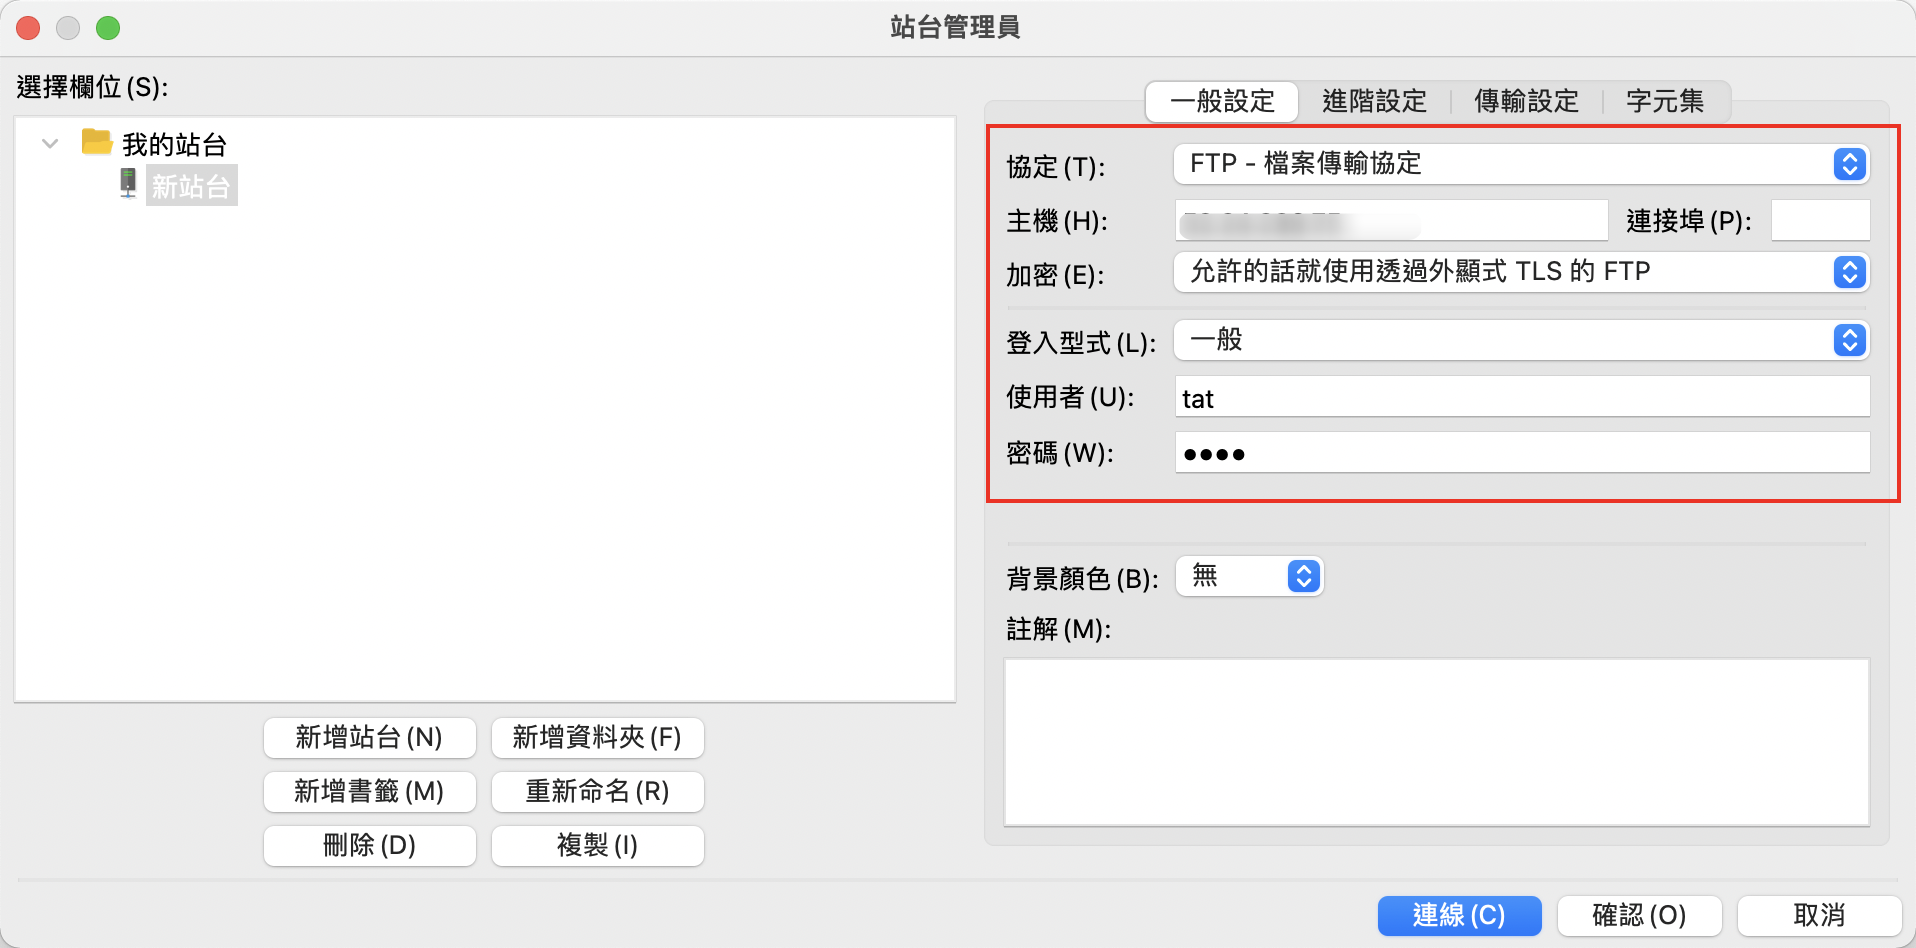 站台管理員
選擇欄位(S):
我的站台
新站台
新增站台(N) 新增資料夾(F)
新增書籤(M) 重新命名(R)
刪除(D) 複製(I)
一般設定 進階設定 傳輸設定 字元集
協定(T): FTP - 檔案傳輸協定
主機(H): 連接埠(P):
加密(E): 允許的話就使用透過外顯式 TLS 的 FTP
登入型式(L): 一般
使用者(U): tat
密碼(W): ●●●●
背景顏色(B): 無
註解(M):
連線(C) 確認(O) 取消